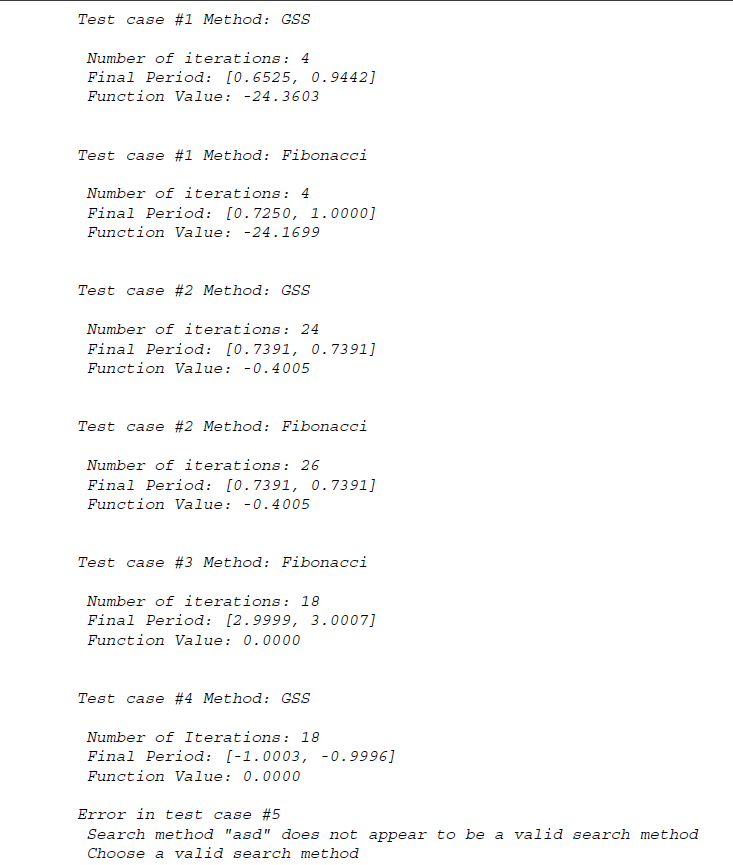 Test case #1 Method: GSS
Number of iterations: 4
Final Period: [0.6525, 0.9442]
Function Value: -24.3603
Test case #1 Method: Fibonacci
Number of iterations: 4
Final Period: [0.7250, 1.0000]
Function Value: -24.1699
Test case #2 Method: GSS
Number of iterations: 24
Final Period: [0.7391, 0.7391]
Function Value: -0.4005
Test case #2 Method: Fibonacci
Number of iterations: 26
Final Period: [0.7391, 0.7391]
Function Value: -0.4005
Test case #3 Method: Fibonacci
Number of iterations: 18
Final Period: [2.9999, 3.0007]
Function Value: 0.0000
Test case #4 Method: GSS
Number of Iterations: 18
Final Period: [-1.0003, -0.9996]
Function Value: 0.0000
Error in test case #5
Search method "asd" does not appear to be a valid search method
Choose a valid search method